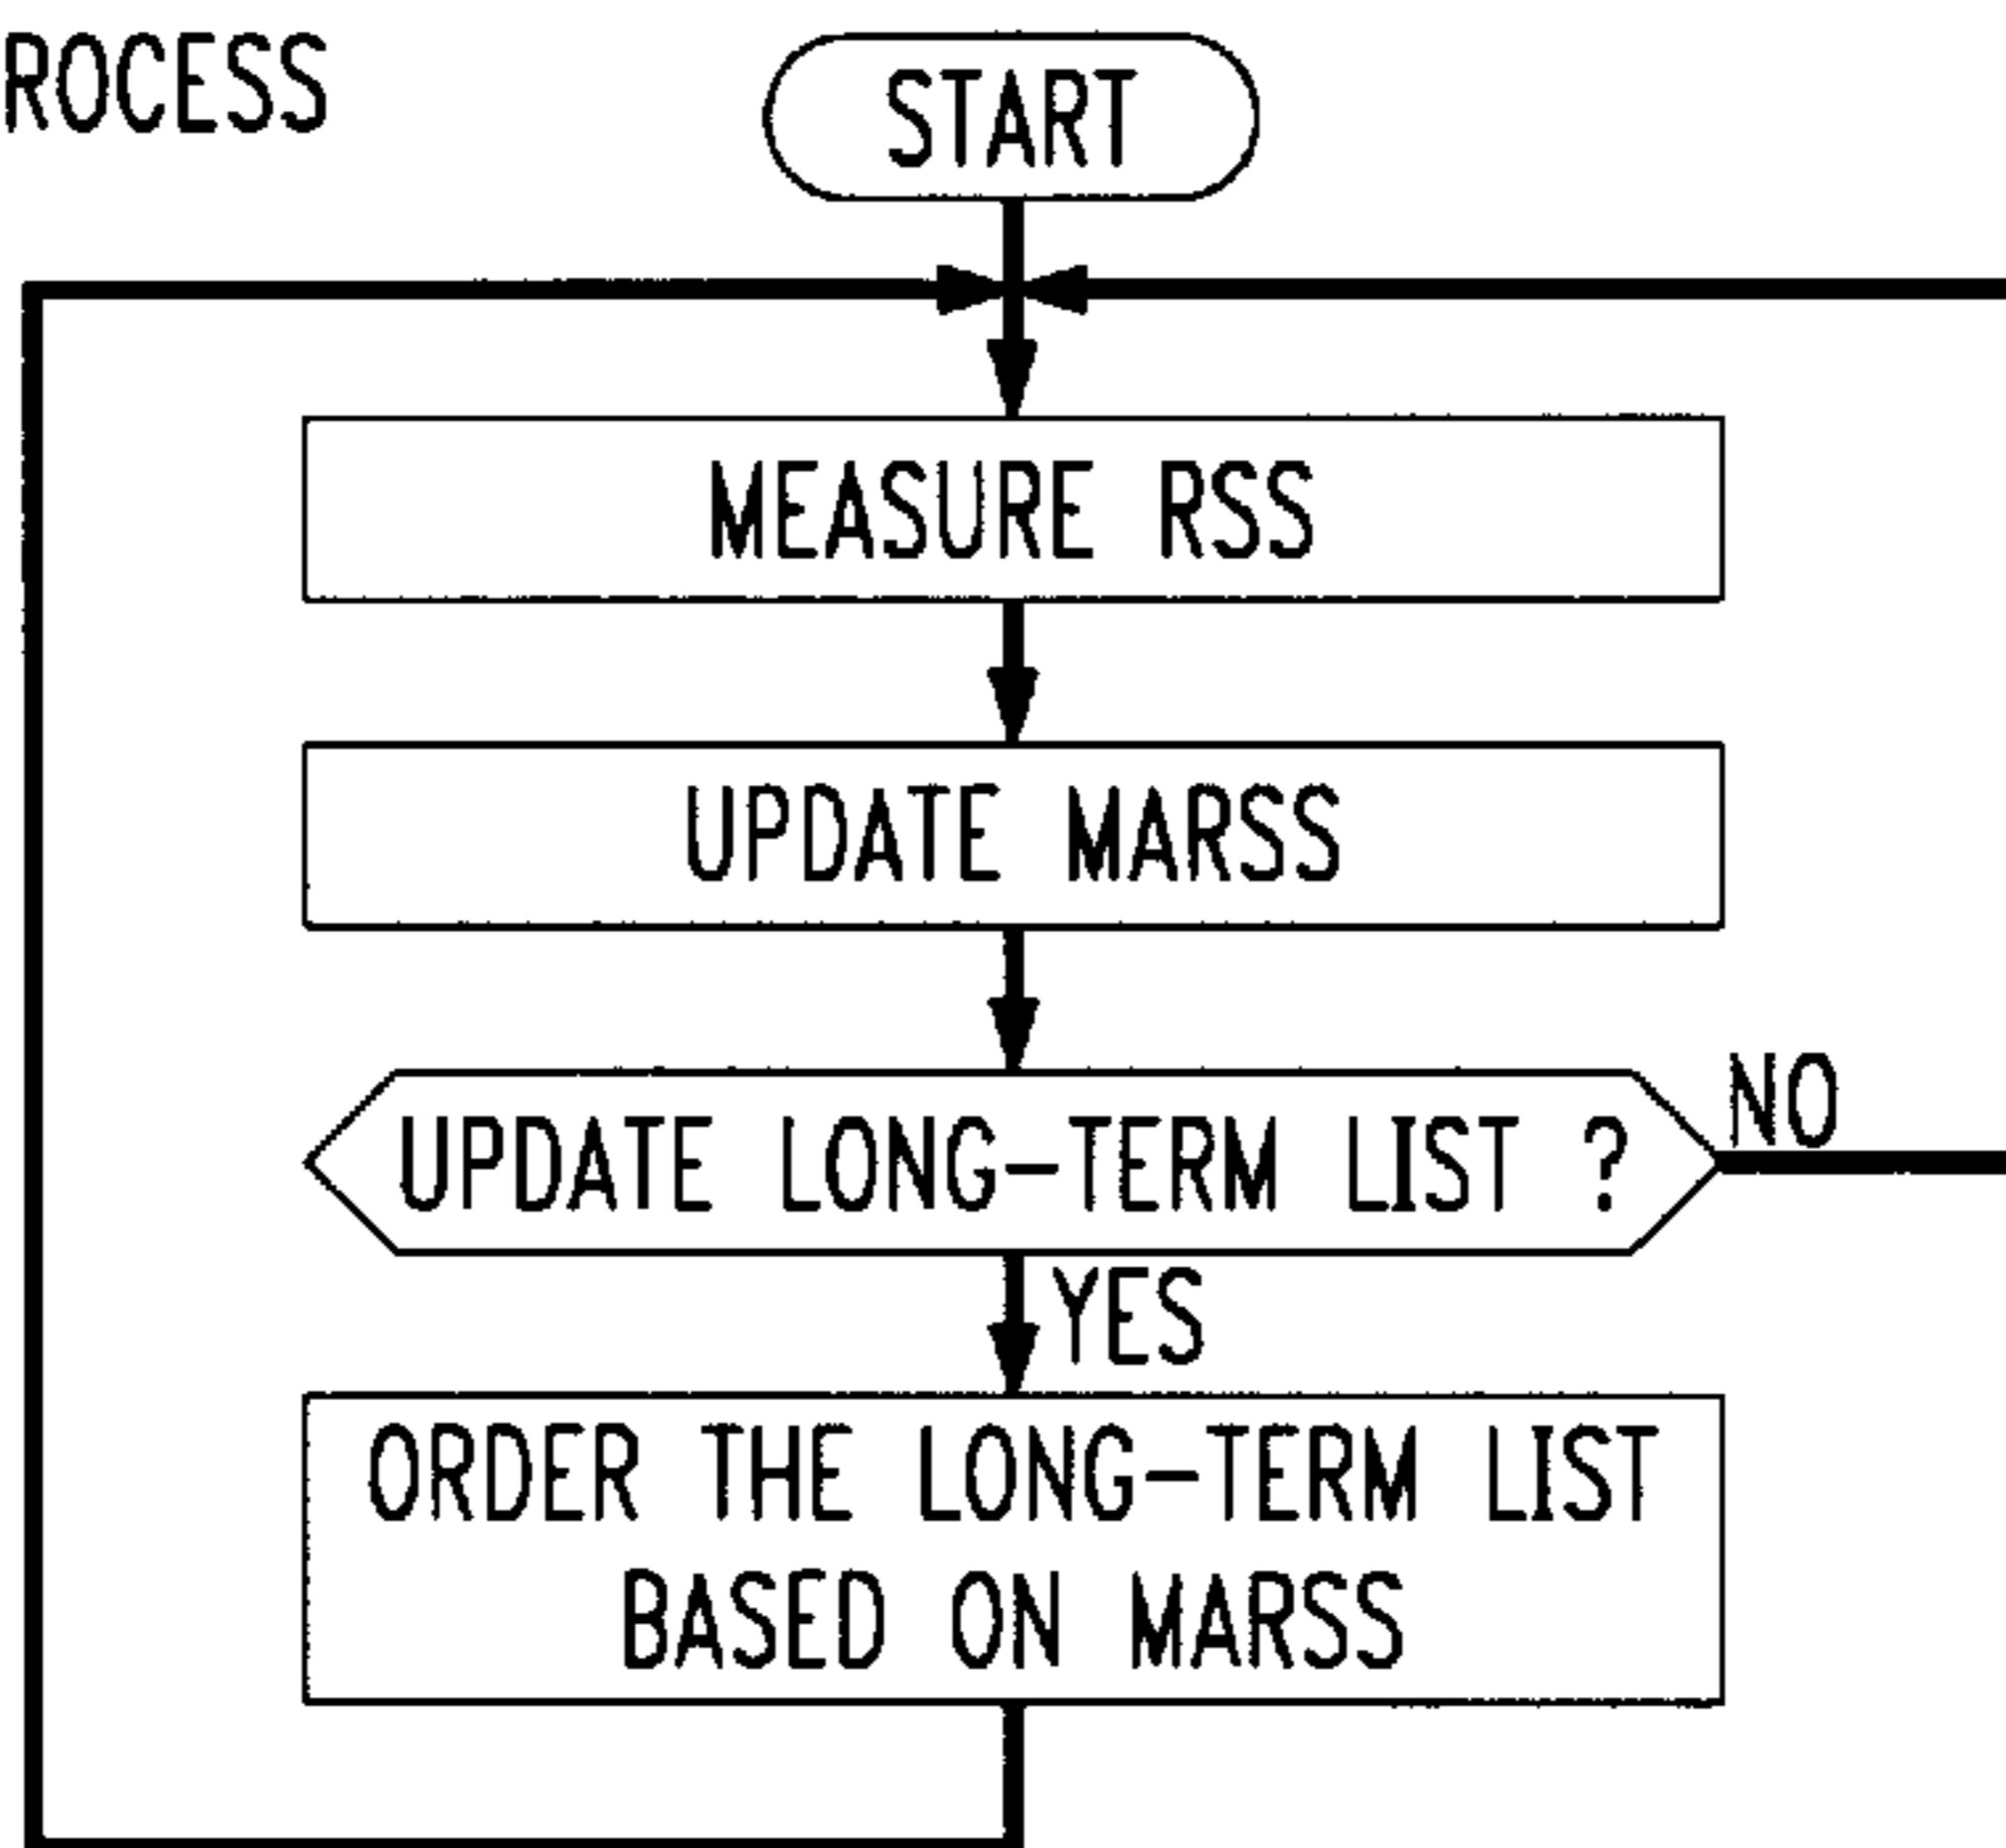 ROCESS
START
MEASURE RSS
UPDATE MARSS
UPDATE LONG-TERM LIST ?
NO
YES
ORDER THE LONG-TERM LIST
BASED ON MARSS